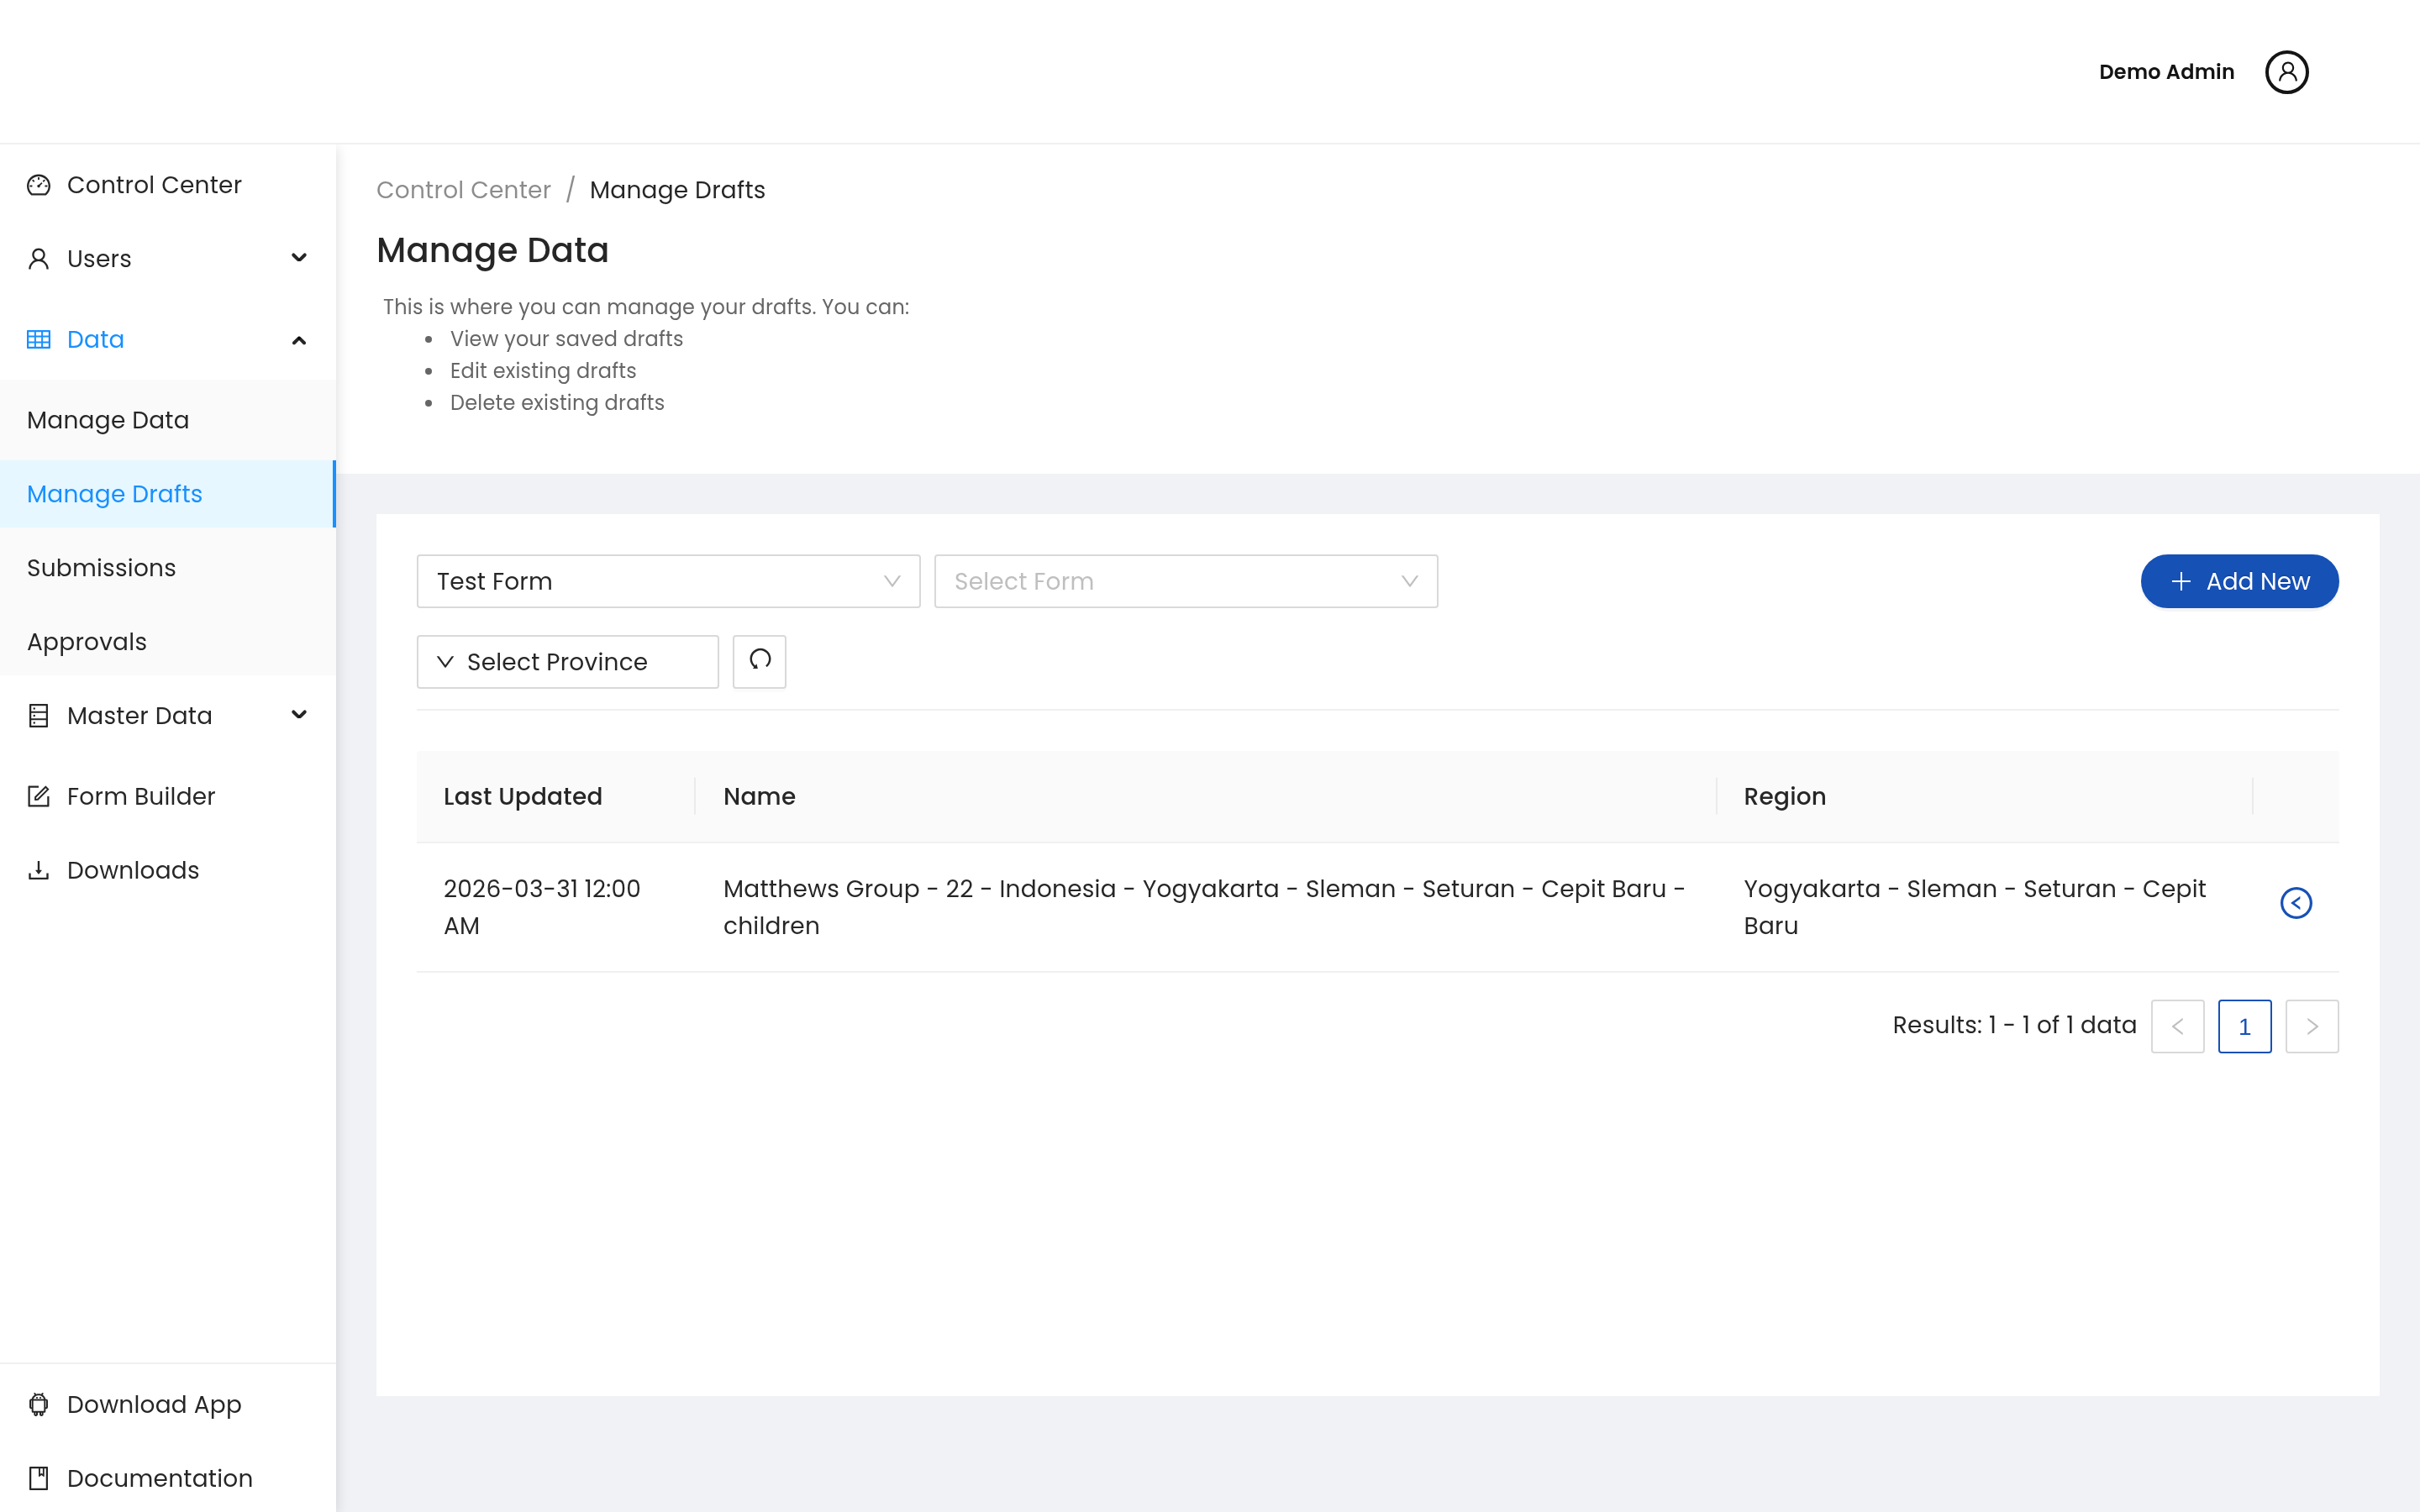 Demo Admin
Control Center
Users
Data
Manage Data
Manage Drafts
Submissions
Approvals
Master Data
Form Builder
Downloads
Download App
Documentation
Control Center / Manage Drafts
Manage Data
This is where you can manage your drafts. You can:
• View your saved drafts
• Edit existing drafts
• Delete existing drafts
Test Form
Select Form
Add New
Select Province
Last Updated Name Region
2026-03-31 12:00
AM
Matthews Group - 22 - Indonesia - Yogyakarta - Sleman - Seturan - Cepit Baru -
children
Yogyakarta - Sleman - Seturan - Cepit
Baru
Results: 1 - 1 of 1 data
1